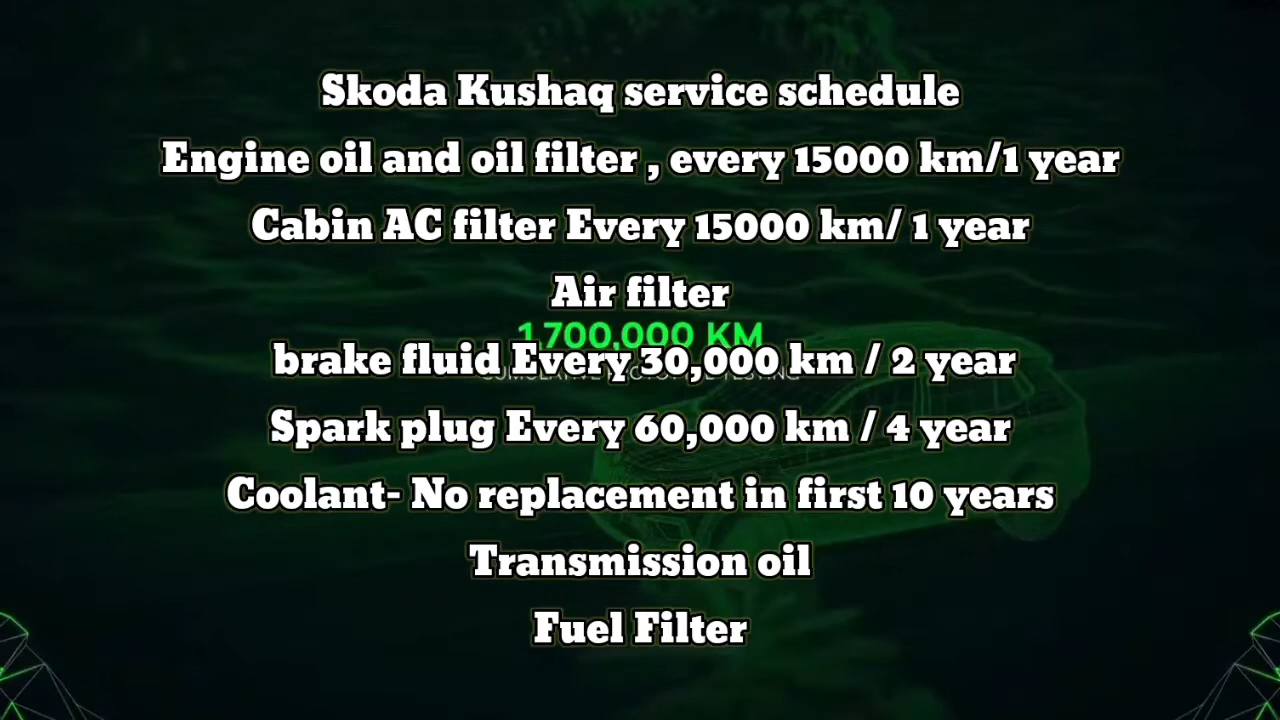 Skoda Kushaq service schedule
Engine oil and oil filter , every 15000 km/1 year
Cabin AC filter Every 15000 km/ 1 year
Air filter
1,700,000 KM
brake fluid Every 30,000 km / 2 year
Spark plug Every 60,000 km / 4 year
Coolant- No replacement in first 10 years
Transmission oil
Fuel Filter